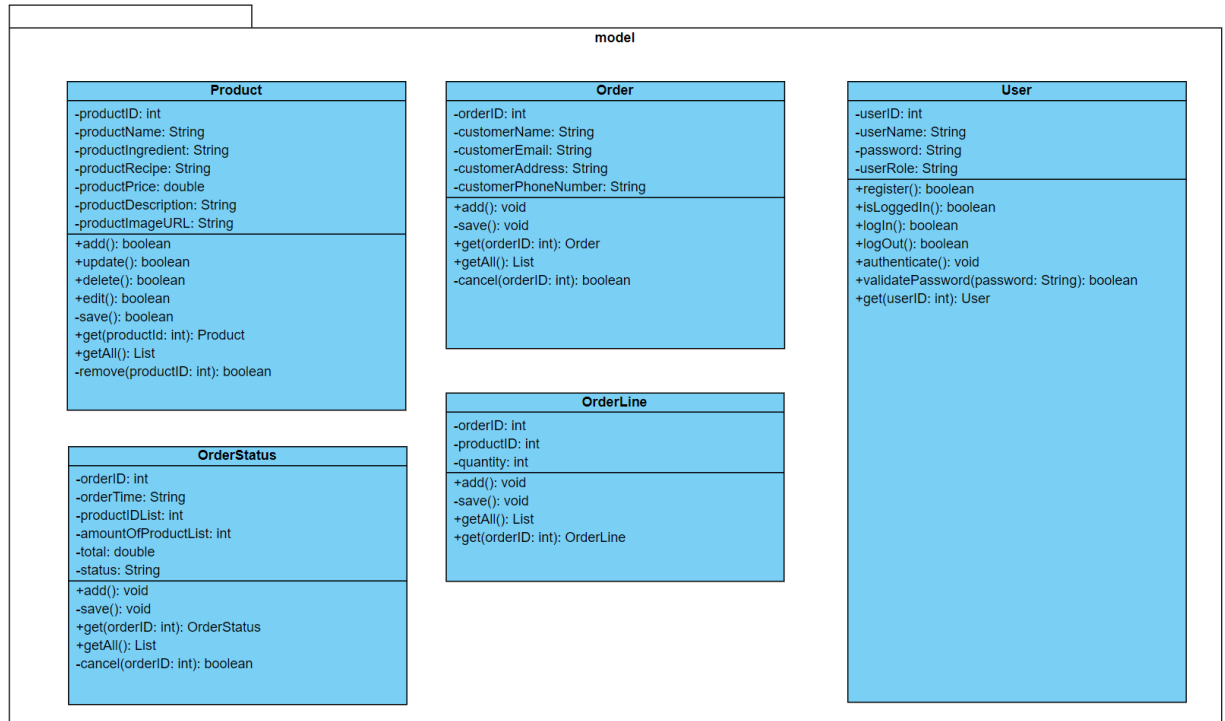 model
Product
-productID: int
-productName: String
-productIngredient: String
-productRecipe: String
-productPrice: double
-productDescription: String
-productImageURL: String
+add(): boolean
+update(): boolean
+delete(): boolean
+edit(): boolean
-save(): boolean
+get(productId: int): Product
+getAll(): List
-remove(productID: int): boolean
Order
-orderID: int
-customerName: String
-customerEmail: String
-customerAddress: String
-customerPhoneNumber: String
+add(): void
-save(): void
+get(orderID: int): Order
+getAll(): List
-cancel(orderID: int): boolean
User
-userID: int
-userName: String
-password: String
-userRole: String
+register(): boolean
+isLoggedIn(): boolean
+logIn(): boolean
+logOut(): boolean
+authenticate(): void
+validatePassword(password: String): boolean
+get(userID: int): User
OrderStatus
-orderID: int
-orderTime: String
-productIDList: int
-amountOfProductList: int
-total: double
-status: String
+add(): void
-save(): void
+get(orderID: int): OrderStatus
+getAll(): List
-cancel(orderID: int): boolean
OrderLine
-orderID: int
-productID: int
-quantity: int
+add(): void
-save(): void
+getAll(): List
+get(orderID: int): OrderLine